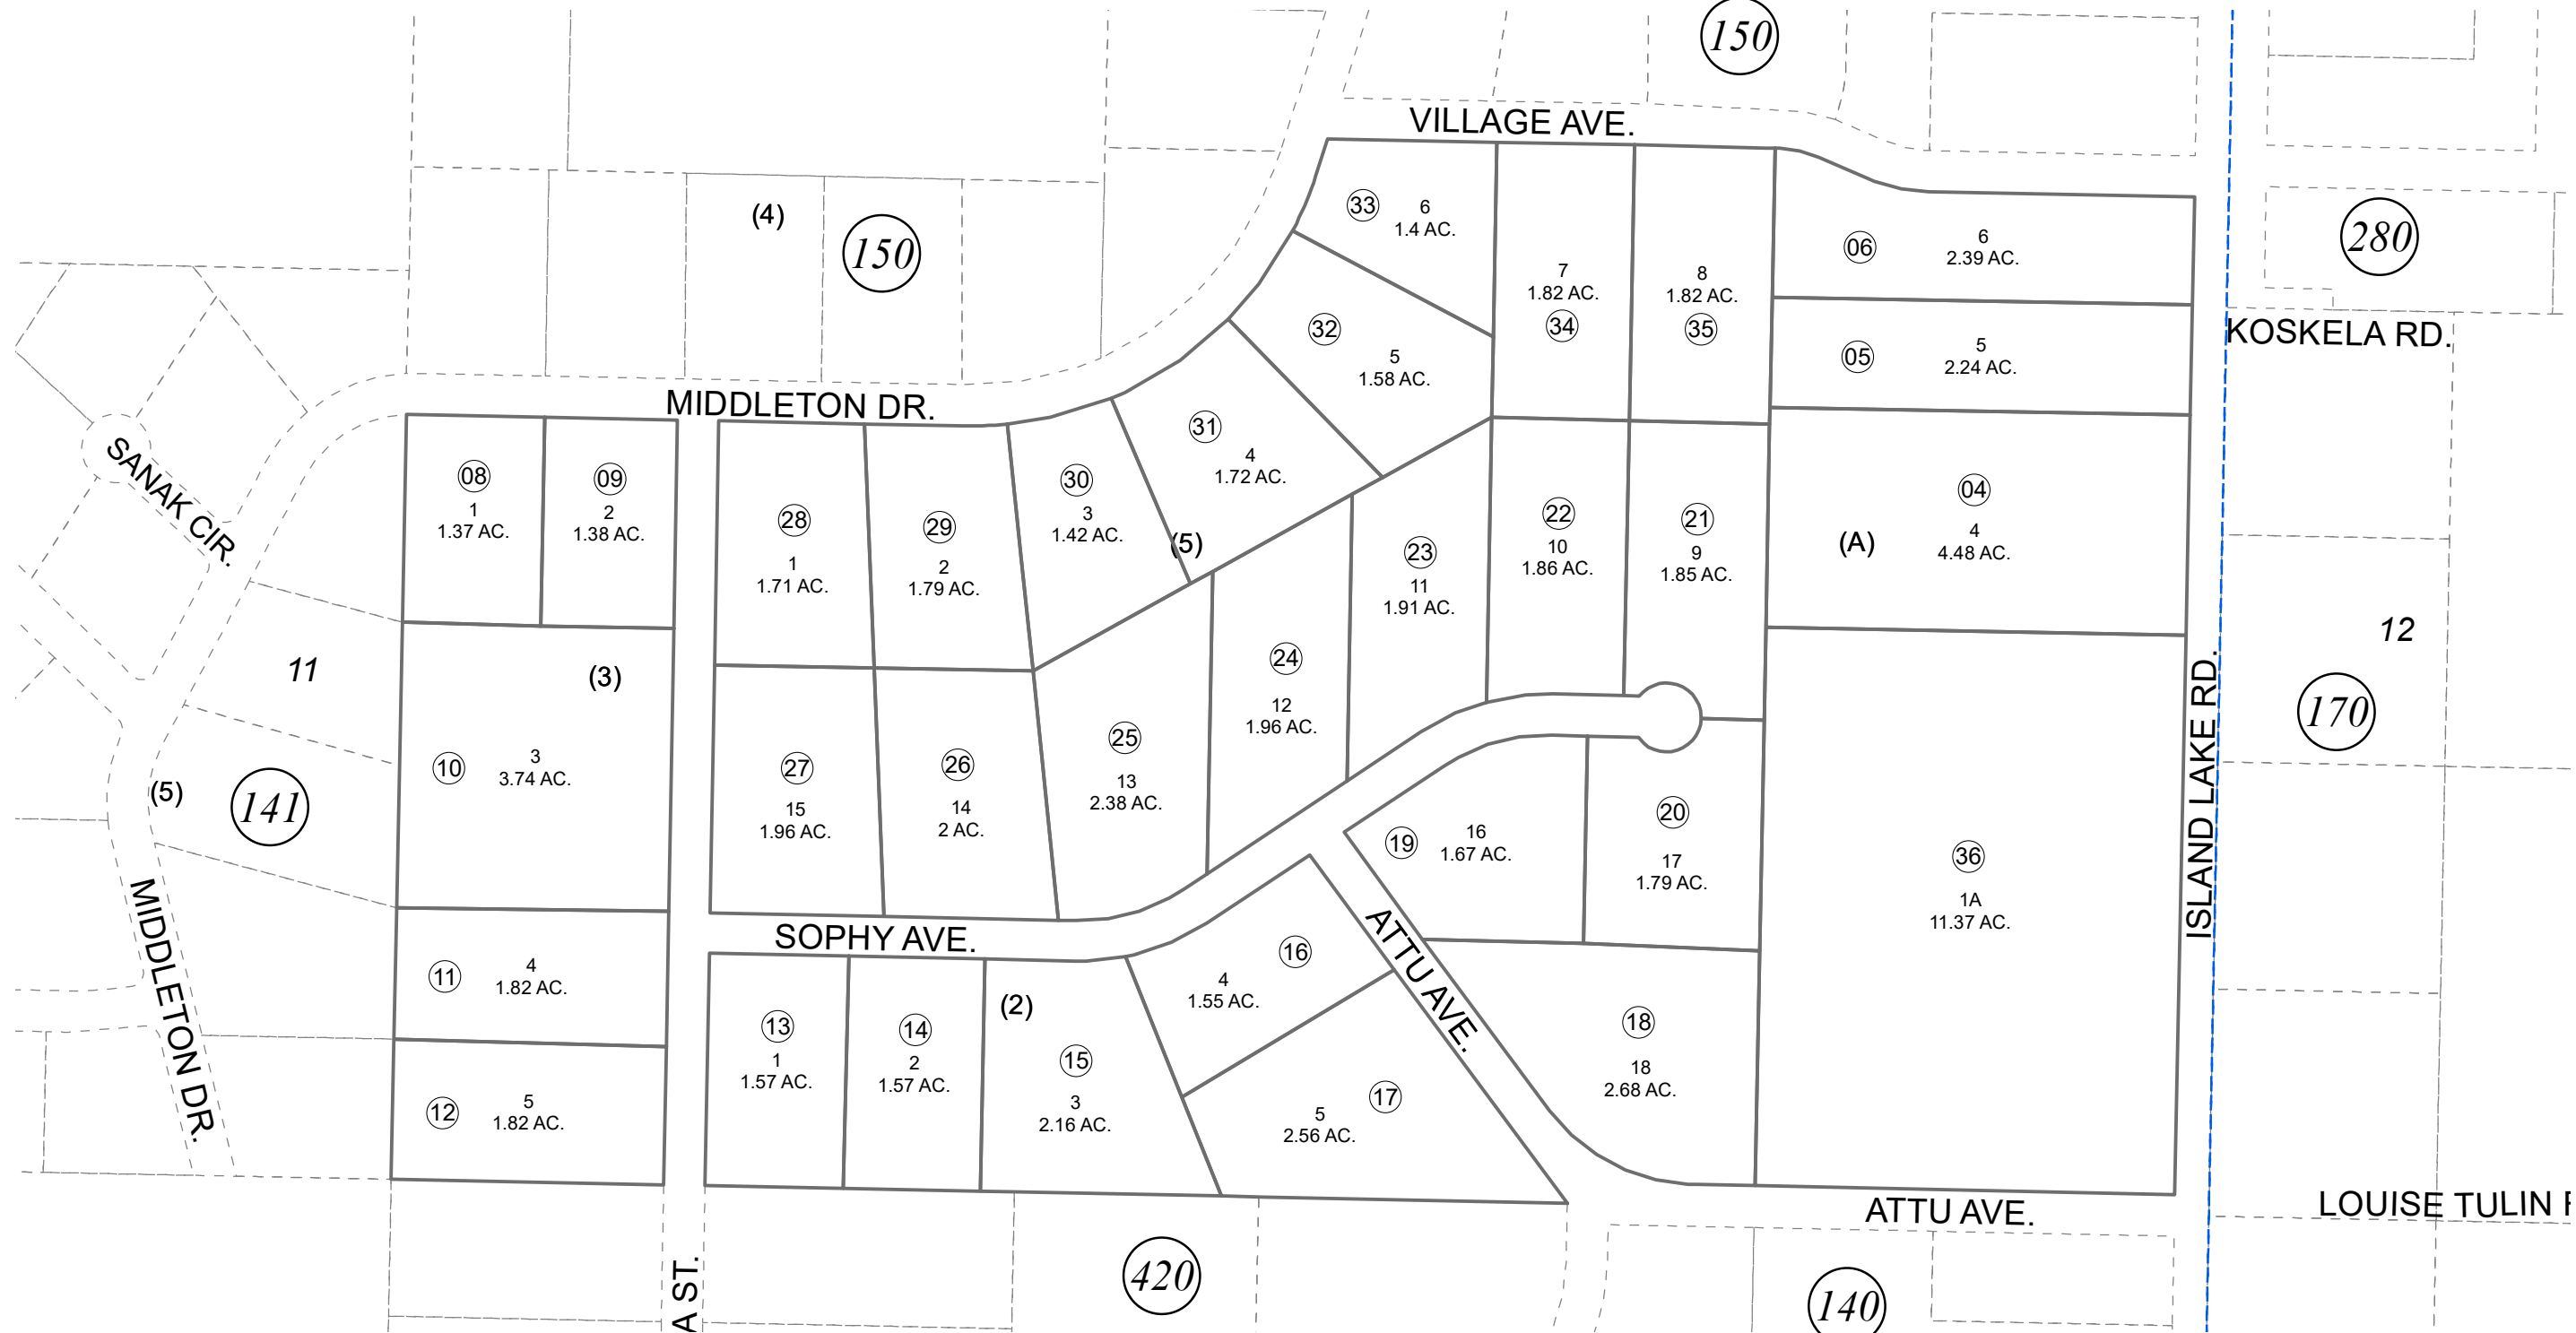 150
VILLAGE AVE.
(4)
150
33
6
1.4 AC.
7
1.82 AC.
34
8
1.82 AC.
35
06
6
2.39 AC.
280
32
5
1.58 AC.
05
5
2.24 AC.
KOSKELA RD.
MIDDLETON DR.
SANAK CIR.
08
1
1.37 AC.
09
2
1.38 AC.
28
1
1.71 AC.
29
2
1.79 AC.
30
3
1.42 AC.
31
4
1.72 AC.
(5)
23
11
1.91 AC.
22
10
1.86 AC.
21
9
1.85 AC.
(A)
04
4
4.48 AC.
11
(3)
12
170
ISLAND LAKE RD.
(5)
141
10
3
3.74 AC.
27
15
1.96 AC.
26
14
2 AC.
25
13
2.38 AC.
24
12
1.96 AC.
19
16
1.67 AC.
20
17
1.79 AC.
36
1A
11.37 AC.
MIDDLETON DR.
SOPHY AVE.
ATTU AVE.
11
4
1.82 AC.
12
5
1.82 AC.
13
1
1.57 AC.
14
2
1.57 AC.
(2)
15
3
2.16 AC.
16
4
1.55 AC.
17
5
2.56 AC.
18
18
2.68 AC.
ATTU AVE.
LOUISE TULIN
A ST.
420
140